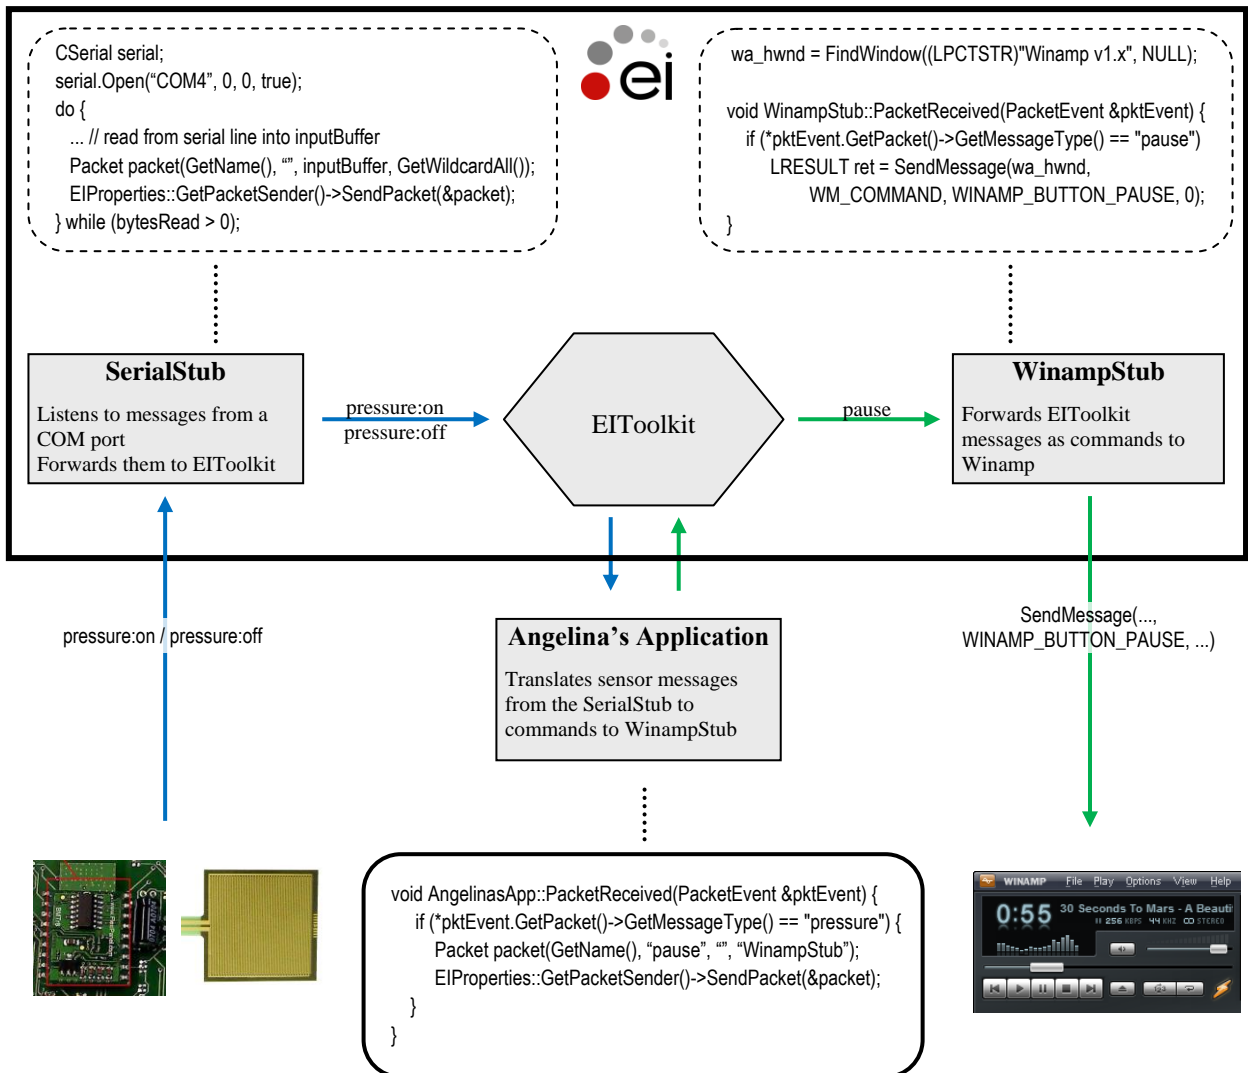 CSerial serial;
serial.Open(“COM4”, 0, 0, true);
do {
... // read from serial line into inputBuffer
Packet packet(GetName(), “”, inputBuffer, GetWildcardAll());
EIProperties::GetPacketSender()->SendPacket(&packet);
} while (bytesRead > 0);
ei
wa_hwnd = FindWindow((LPCTSTR)"Winamp v1.x", NULL);
void WinampStub::PacketReceived(PacketEvent &pktEvent) {
if (*pktEvent.GetPacket()->GetMessageType() == "pause")
LRESULT ret = SendMessage(wa_hwnd,
WM_COMMAND, WINAMP_BUTTON_PAUSE, 0);
}
SerialStub
Listens to messages from a
COM port
Forwards them to EIToolkit
pressure:on
pressure:off
EIToolkit
pause
WinampStub
Forwards EIToolkit
messages as commands to
Winamp
pressure:on / pressure:off
Angelina’s Application
Translates sensor messages
from the SerialStub to
commands to WinampStub
SendMessage(...,
WINAMP_BUTTON_PAUSE, ...)
void AngelinasApp::PacketReceived(PacketEvent &pktEvent) {
if (*pktEvent.GetPacket()->GetMessageType() == "pressure") {
Packet packet(GetName(), “pause”, “”, “WinampStub”);
EIProperties::GetPacketSender()->SendPacket(&packet);
}
}
WINAMP File Play Options View Help
0:55 30 Seconds To Mars - A Beautif
256 KBPS 44 KHZ STEREO